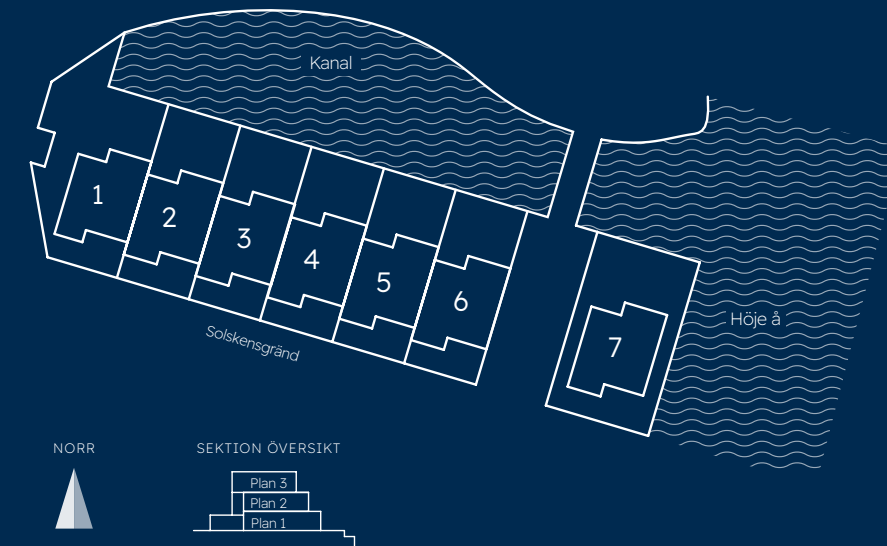 Kanal
1
2
3
4
5
6
7
Höje å
Solskensgränd
NORR
SEKTION ÖVERSIKT
Plan 3
Plan 2
Plan 1